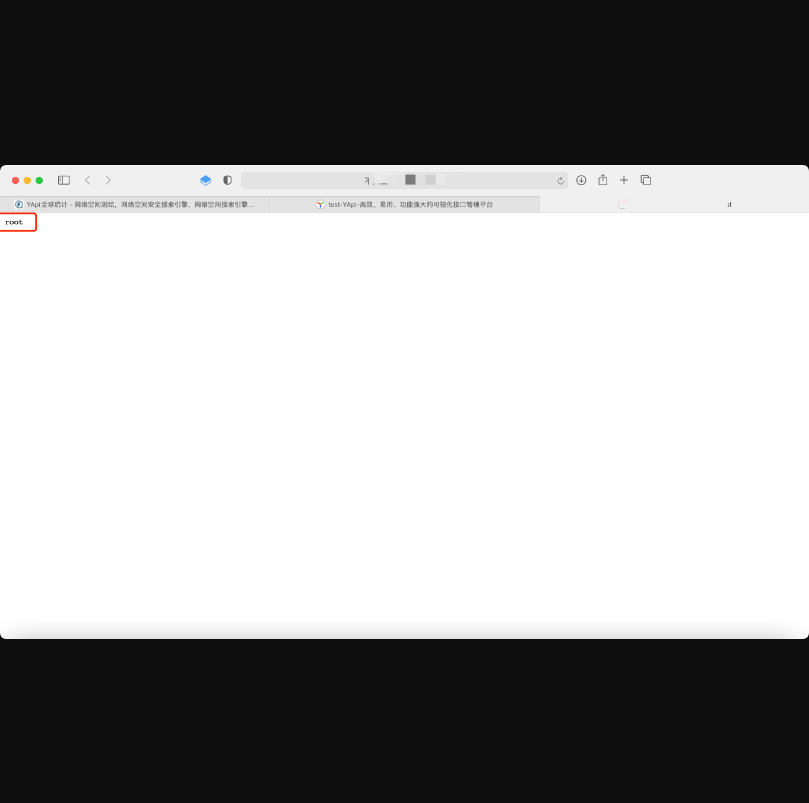 YApi全球统计 - 网络空间测绘，网络空间安全搜索引擎，网络空间搜索引擎...
test-YApi-高效、易用、功能强大的可视化接口管理平台
root